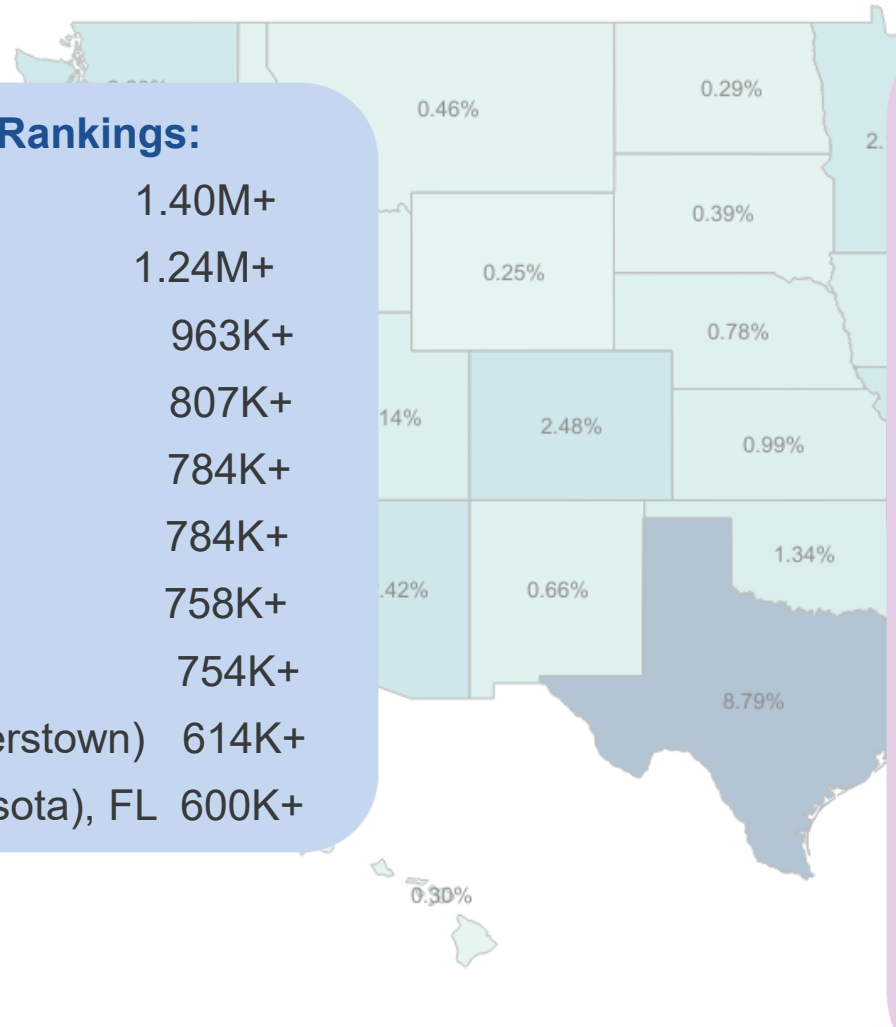 Rankings:
1.40M+
1.24M+
963K+
807K+
784K+
784K+
758K+
754K+
erstown) 614K+
sota), FL 600K+
0.46%
0.29%
2.
0.39%
0.25%
0.78%
14%
2.48%
0.99%
1.34%
.42%
0.66%
8.79%
0.30%